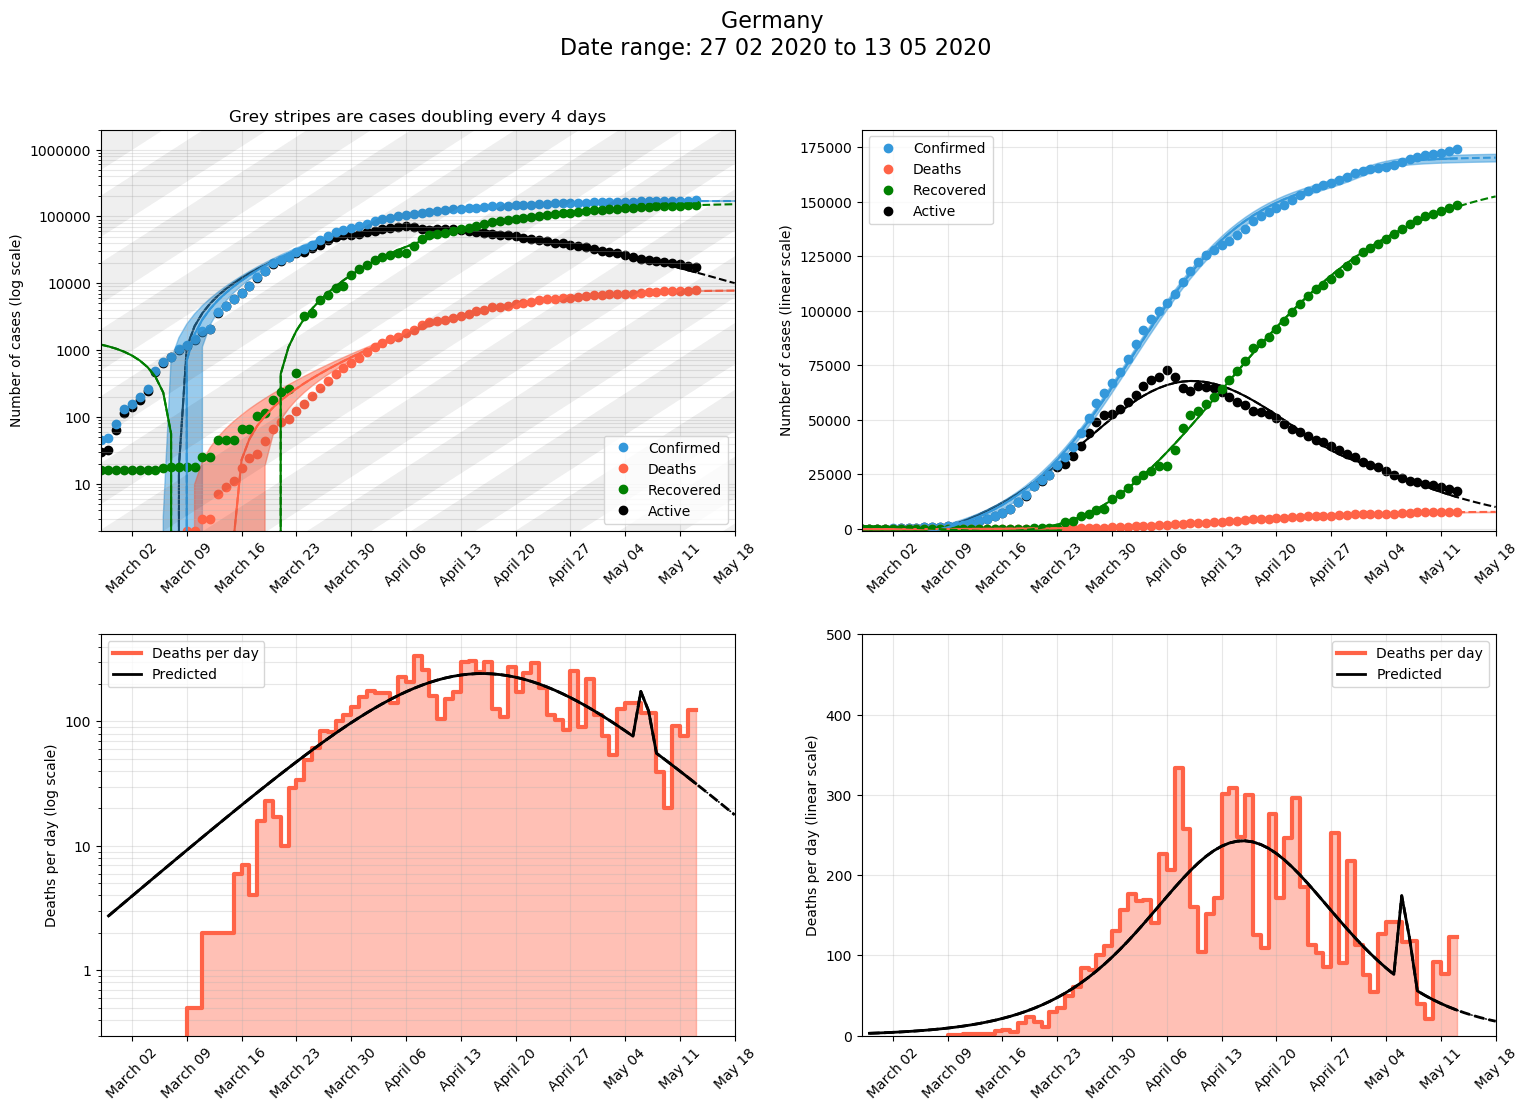 Germany
Date range: 27 02 2020 to 13 05 2020
Grey stripes are cases doubling every 4 days
Number of cases (log scale)
1000000
100000
10000
1000
100
10
Confirmed
Deaths
Recovered
Active
March 02
March 09
March 16
March 23
March 30
April 06
April 13
April 20
April 27
May 04
May 11
May 18
Number of cases (linear scale)
175000
150000
125000
100000
75000
50000
25000
0
Confirmed
Deaths
Recovered
Active
March 02
March 09
March 16
March 23
March 30
April 06
April 13
April 20
April 27
May 04
May 11
May 18
Deaths per day (log scale)
100
10
1
Deaths per day
Predicted
March 02
March 09
March 16
March 23
March 30
April 06
April 13
April 20
April 27
May 04
May 11
May 18
Deaths per day (linear scale)
500
400
300
200
100
0
Deaths per day
Predicted
March 02
March 09
March 16
March 23
March 30
April 06
April 13
April 20
April 27
May 04
May 11
May 18